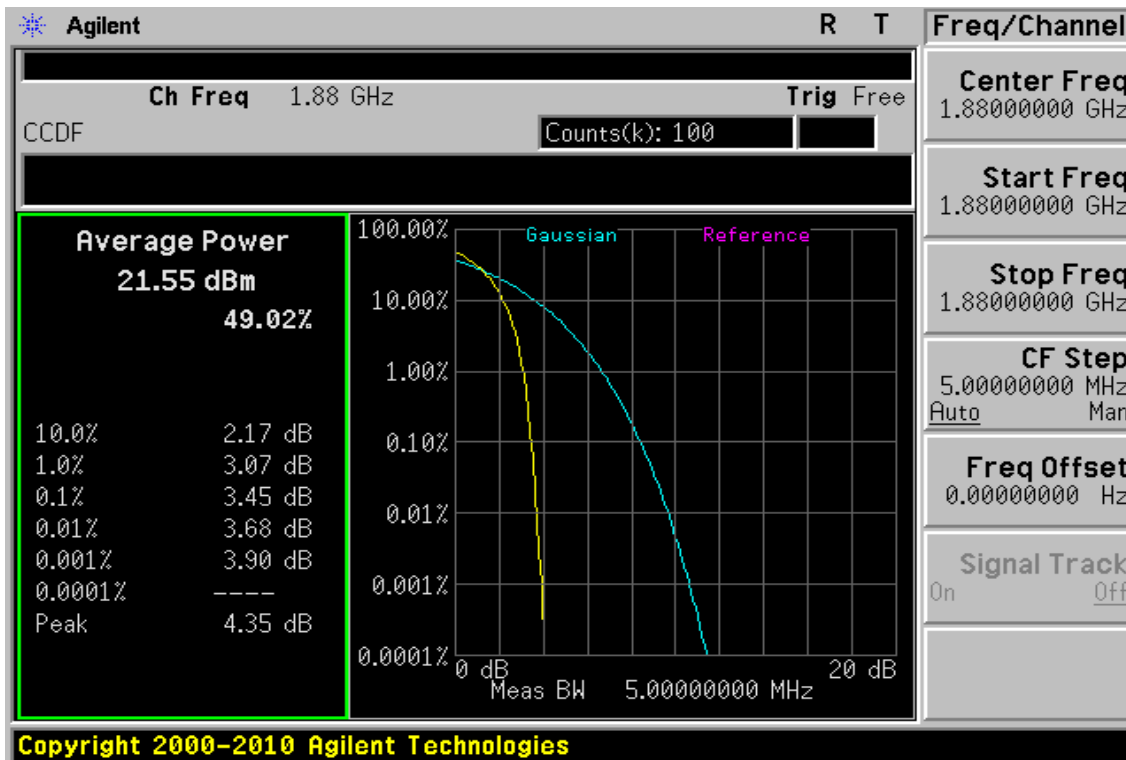 Agilent R T
Ch Freq 1.88 GHz Trig Free
CCDF Counts(k): 100
Average Power
21.55 dBm
49.02%
10.0% 2.17 dB
1.0% 3.07 dB
0.1% 3.45 dB
0.01% 3.68 dB
0.001% 3.90 dB
0.0001% ----
Peak 4.35 dB
Gaussian Reference
100.00%
10.00%
1.00%
0.10%
0.01%
0.001%
0.0001%
0 dB 20 dB
Meas BW 5.00000000 MHz
Freq/Channel
Center Freq
1.88000000 GHz
Start Freq
1.88000000 GHz
Stop Freq
1.88000000 GHz
CF Step
5.00000000 MHz
Auto Man
Freq Offset
0.00000000 Hz
Signal Track
On Off
Copyright 2000-2010 Agilent Technologies